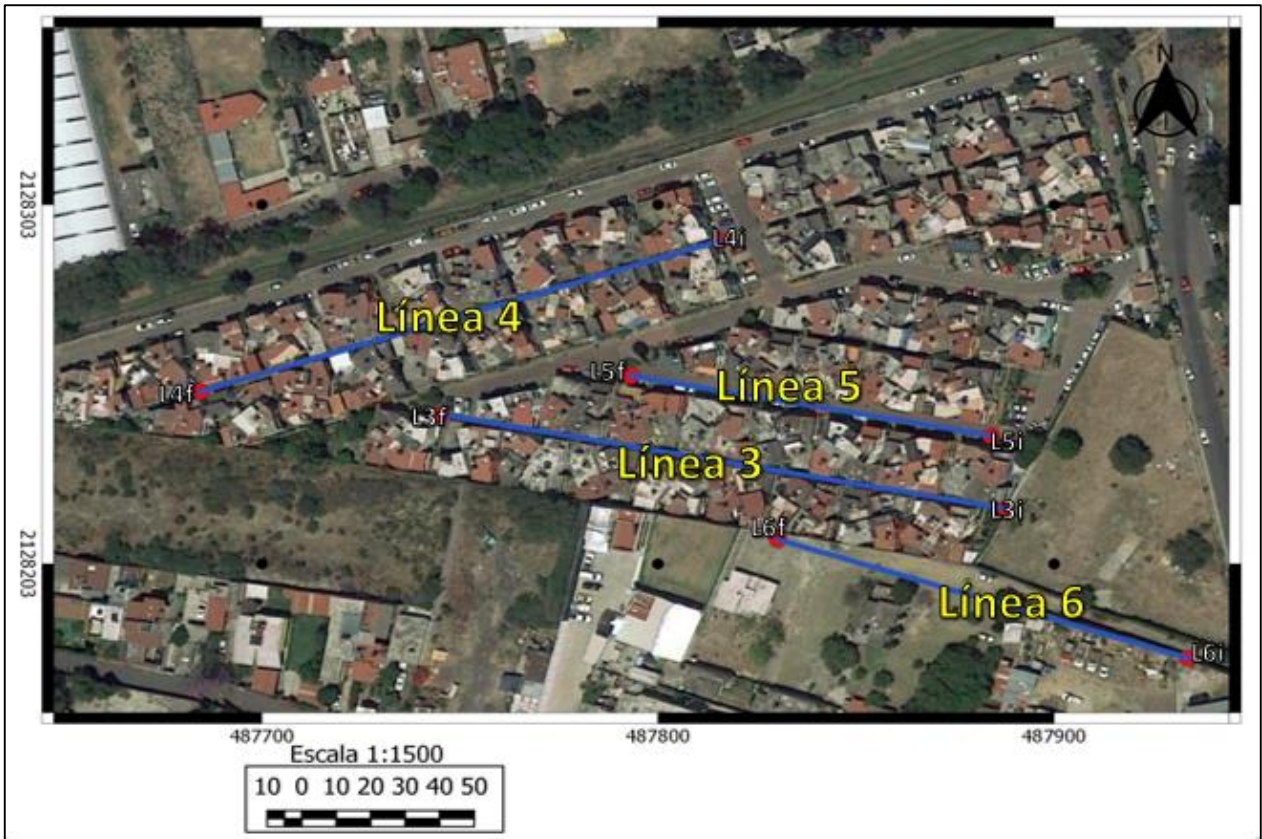 N
2128303
L4i
Línea 4
L5f
L4f
Línea 5
L3f
L5i
Línea 3
L3i
L6f
2128203
Línea 6
L6i
487700
487800
487900
Escala 1:1500
10 0 10 20 30 40 50